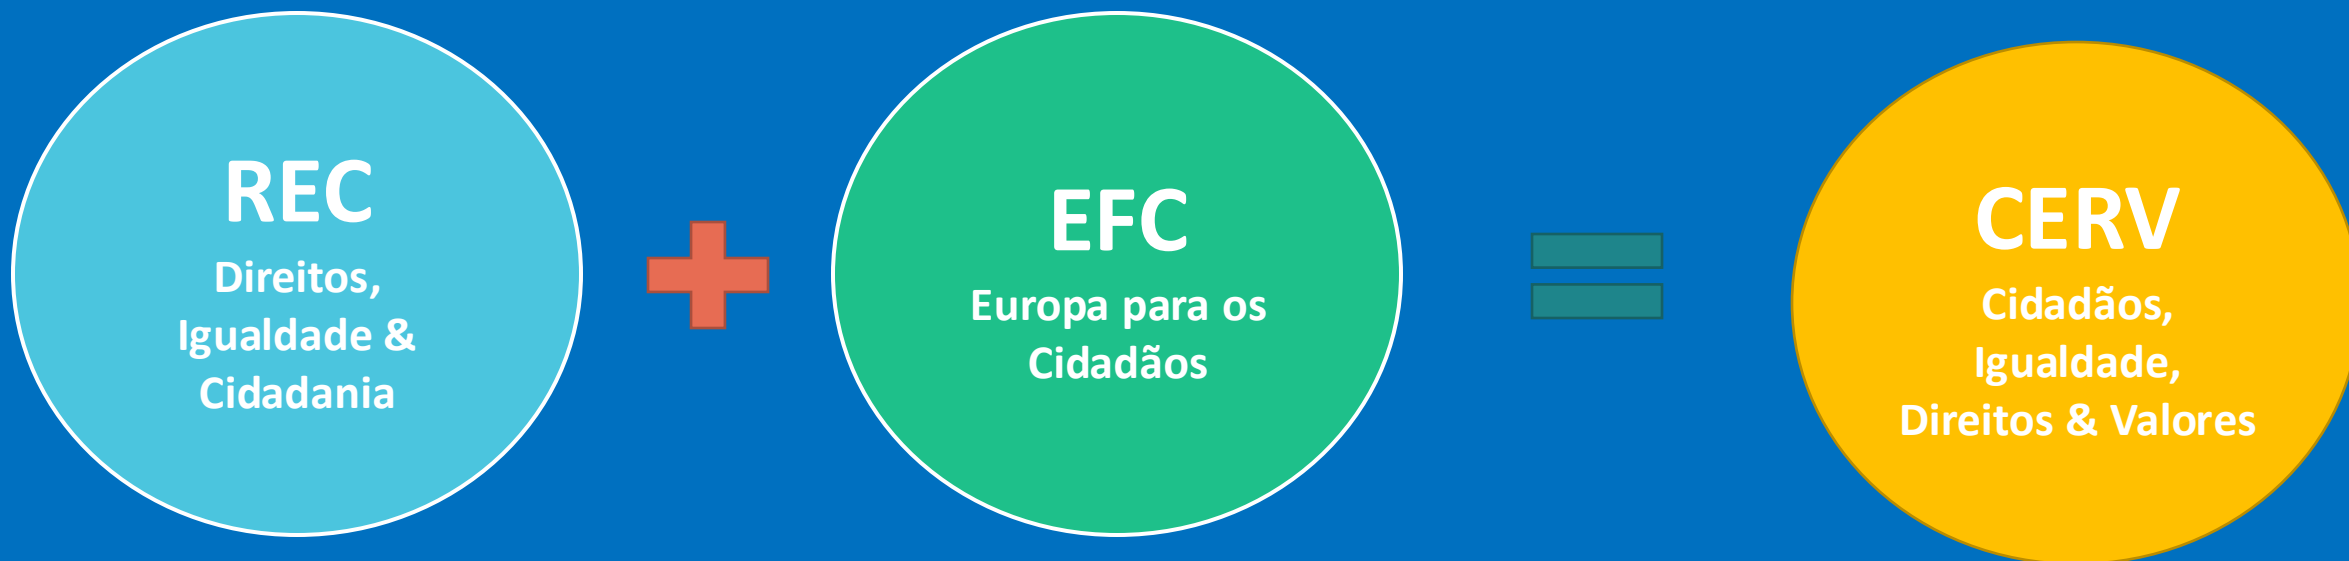 REC
Direitos,
Igualdade &
Cidadania
EFC
Europa para os
Cidadãos
CERV
Cidadãos,
Igualdade,
Direitos & Valores